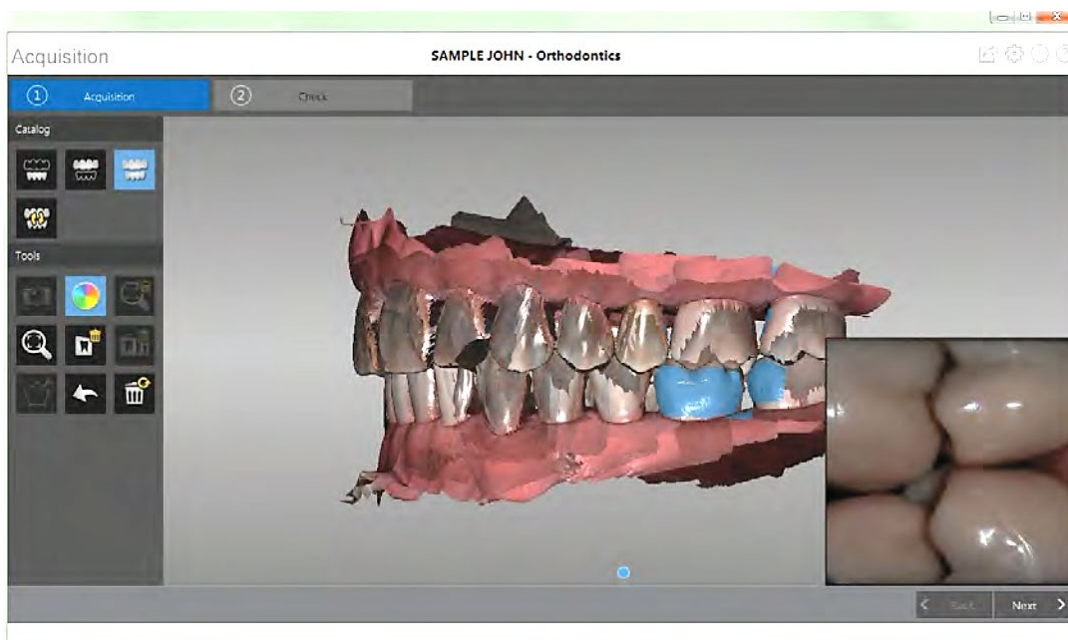 Acquisition
SAMPLE JOHN - Orthodontics
1 Acquisition
2 Check
Catalog
Tools
Back
Next